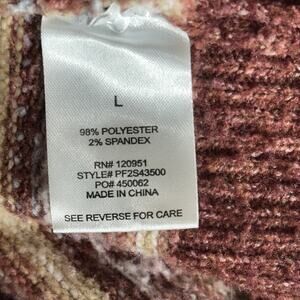 L
98% POLYESTER
2% SPANDEX
RN# 120951
STYLE# PF2S43500
PO# 450062
MADE IN CHINA
SEE REVERSE FOR CARE